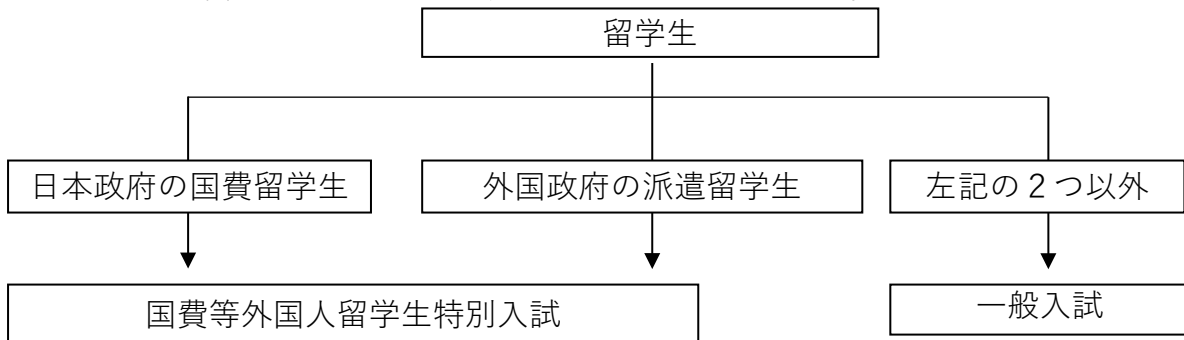 留学生
日本政府の国費留学生
外国政府の派遣留学生
左記の２つ以外
国費等外国人留学生特別入試
一般入試